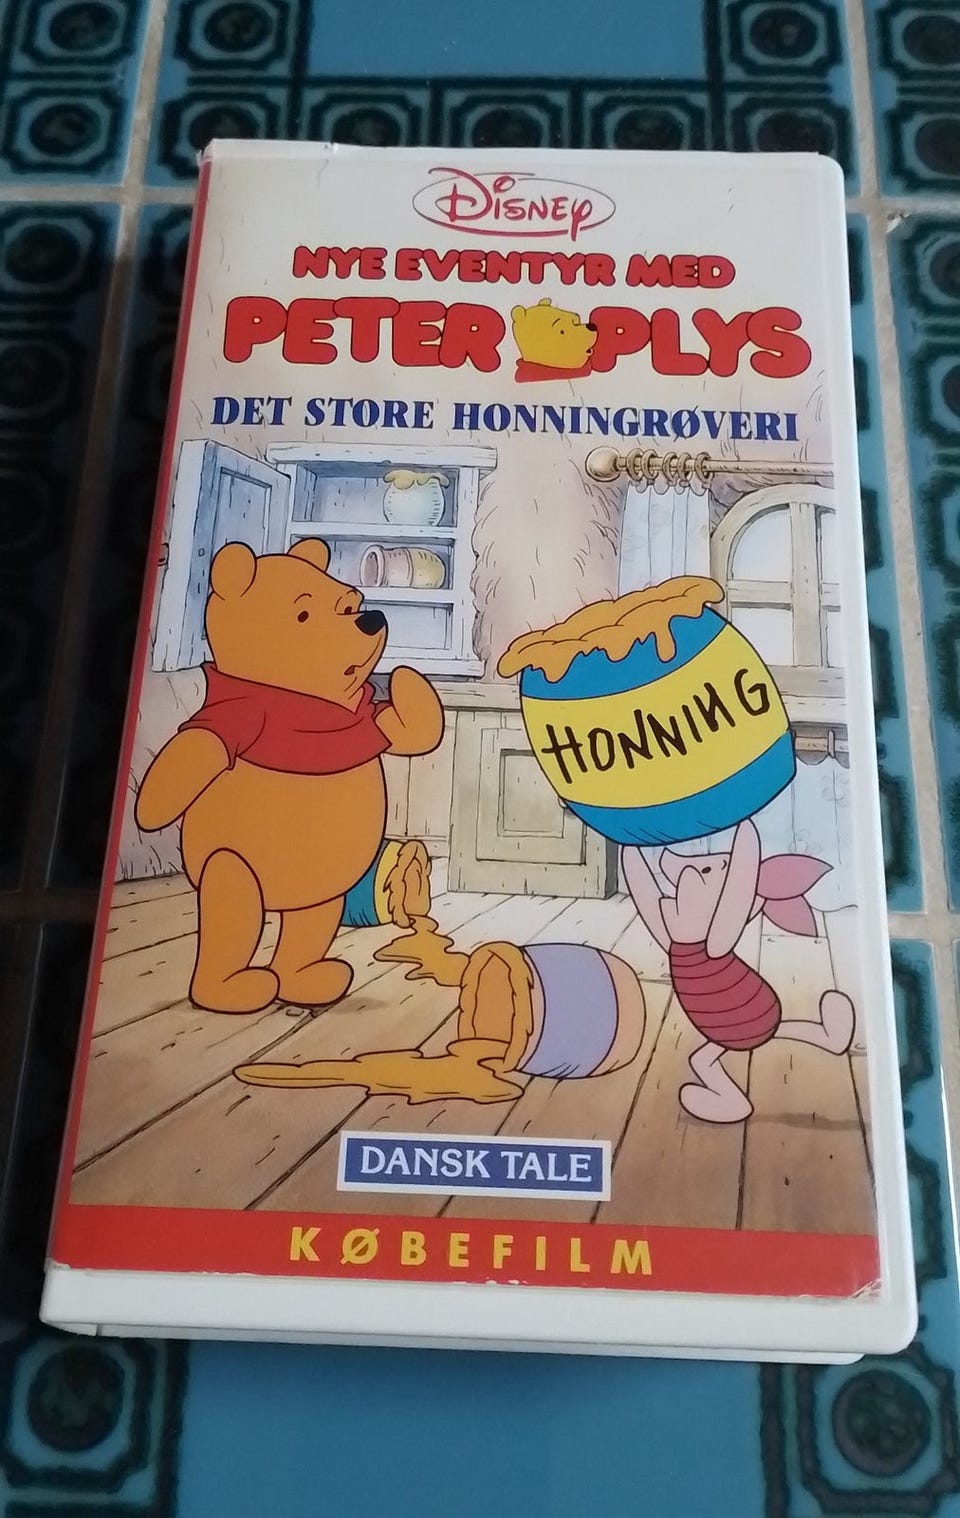 Disney
NYE EVENTYR MED
PETER PLYS
DET STORE HONNINGRØVERI
HONNING
DANSK TALE
KØBEFILM